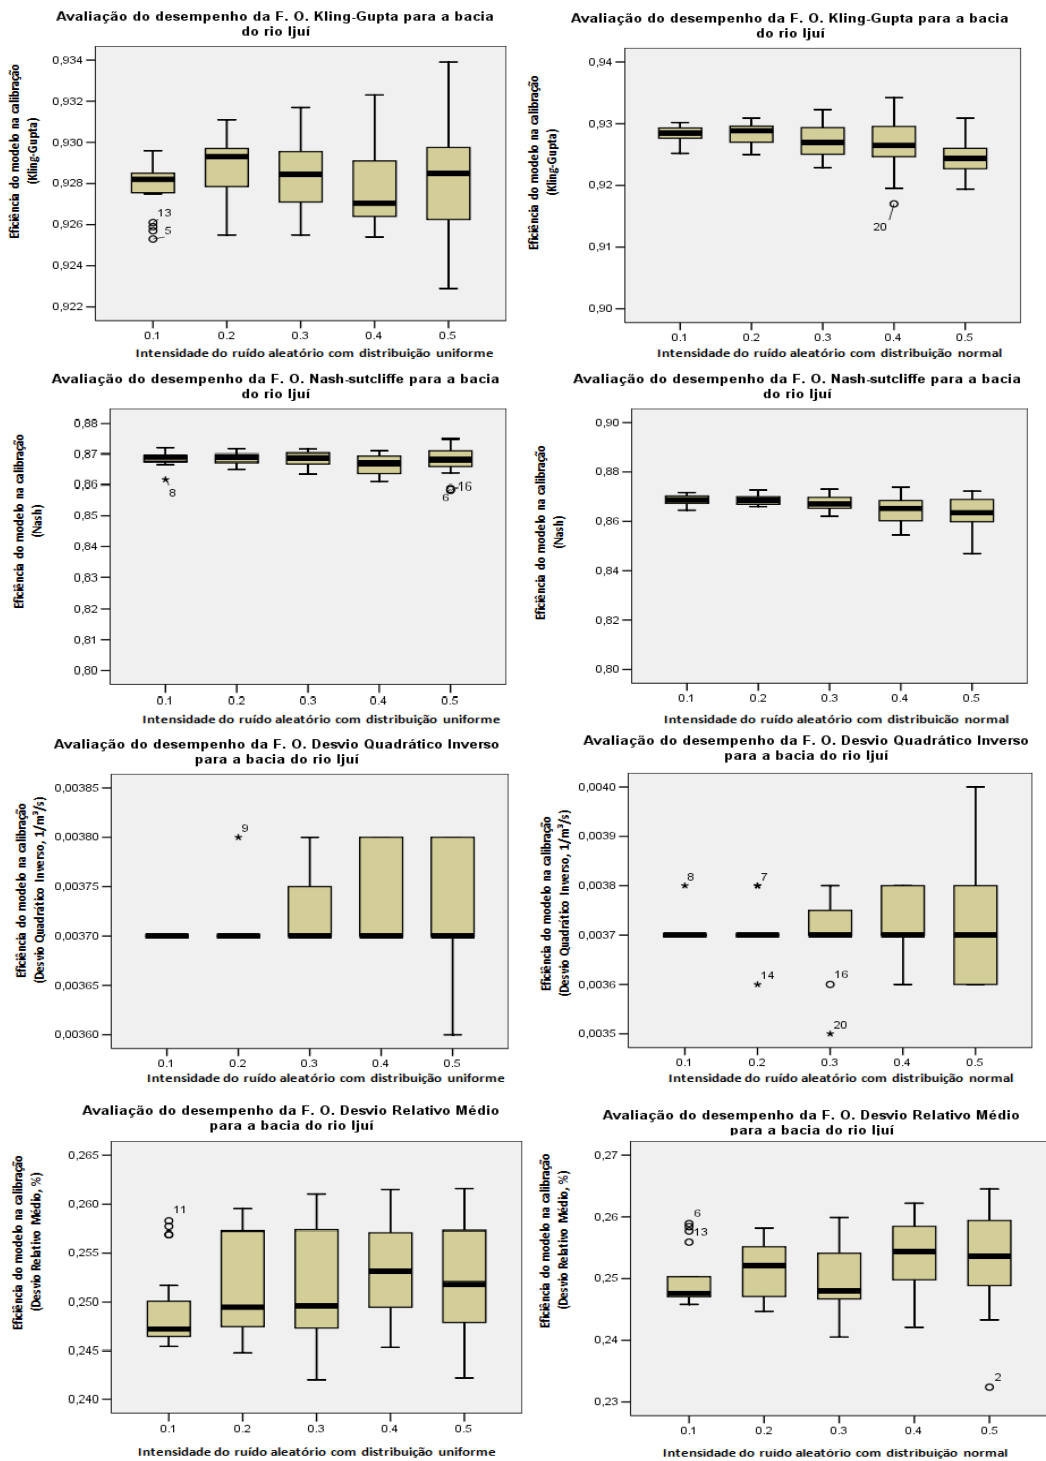 Avaliação do desempenho da F. O. Kling-Gupta para a bacia
do rio Ijuí
Eficiência do modelo na calibração
(Kling-Gupta)
0,934
0,932
0,930
0,928
0,926
0,924
0,922
13
5
0.1 0.2 0.3 0.4 0.5
Intensidade do ruído aleatório com distribuição uniforme
Avaliação do desempenho da F. O. Kling-Gupta para a bacia
do rio Ijuí
Eficiência do modelo na calibração
(Kling-Gupta)
0,94
0,93
0,92
0,91
0,90
20
0.1 0.2 0.3 0.4 0.5
Intensidade do ruído aleatório com distribuição normal
Avaliação do desempenho da F. O. Nash-sutcliffe para a bacia
do rio Ijuí
Eficiência do modelo na calibração
(Nash)
0,88
0,87
0,86
0,85
0,84
0,83
0,82
0,81
0,80
8
16
6
0.1 0.2 0.3 0.4 0.5
Intensidade do ruído aleatório com distribuição uniforme
Avaliação do desempenho da F. O. Nash-sutcliffe para a bacia
do rio Ijuí
Eficiência do modelo na calibração
(Nash)
0,90
0,88
0,86
0,84
0,82
0,80
0.1 0.2 0.3 0.4 0.5
Intensidade do ruído aleatório com distribuicão normal
Avaliação do desempenho da F. O. Desvio Quadrático Inverso
para a bacia do rio Ijuí
Eficiência do modelo na calibração
(Desvio Quadrático Inverso, 1/m³/s)
0,00385
0,00380
0,00375
0,00370
0,00365
0,00360
9
0.1 0.2 0.3 0.4 0.5
Intensidade do ruído aleatório com distribuição uniforme
Avaliação do desempenho da F. O. Desvio Quadrático Inverso
para a bacia do rio Ijuí
Eficiência do modelo na calibração
(Desvio Quadrático Inverso, 1/m³/s)
0,0040
0,0039
0,0038
0,0037
0,0036
0,0035
8
7
14
16
20
0.1 0.2 0.3 0.4 0.5
Intensidade do ruído aleatório com distribuição normal
Avaliação do desempenho da F. O. Desvio Relativo Médio
para a bacia do rio Ijuí
Eficiência do modelo na calibração
(Desvio Relativo Médio, %)
0,265
0,260
0,255
0,250
0,245
0,240
11
0.1 0.2 0.3 0.4 0.5
Intensidade do ruído aleatório com distribuição uniforme
Avaliação do desempenho da F. O. Desvio Relativo Médio
para a bacia do rio Ijuí
Eficiência do modelo na calibração
(Desvio Relativo Médio, %)
0,27
0,26
0,25
0,24
0,23
6
13
2
0.1 0.2 0.3 0.4 0.5
Intensidade do ruído aleatório com distribuição normal